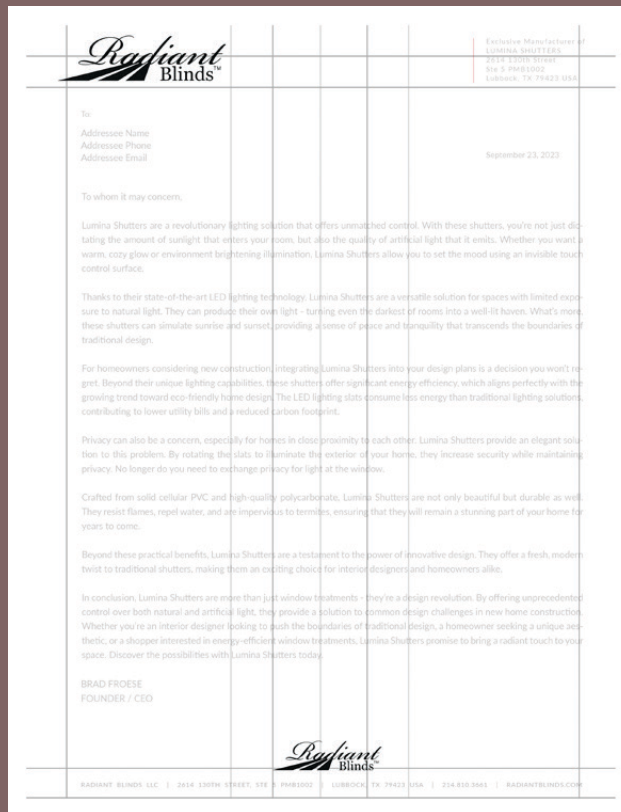 Radiant
Blinds™
Exclusive Manufacturer of
LUMINA SHUTTERS
2614 130th Street
Ste 5 PMB1002
Lubbock, TX 79423 USA
To:
Addressee Name
Addressee Phone
Addressee Email
September 23, 2023
To whom it may concern,
Lumina Shutters are a revolutionary lighting solution that offers unmatched control. With these shutters, you're not just dic-
tating the amount of sunlight that enters your room, but also the quality of artificial light that it emits. Whether you want a
warm, cozy glow or environment brightening illumination, Lumina Shutters allow you to set the mood using an invisible touch
control surface.
Thanks to their state-of-the-art LED lighting technology, Lumina Shutters are a versatile solution for spaces with limited expo-
sure to natural light. They can produce their own light - turning even the darkest of rooms into a well-lit haven. What's more,
these shutters can simulate sunrise and sunset, providing a sense of peace and tranquility that transcends the boundaries of
traditional design.
For homeowners considering new construction, integrating Lumina Shutters into your design plans is a decision you won't re-
gret. Beyond their unique lighting capabilities, these shutters offer significant energy efficiency, which aligns perfectly with the
growing trend toward eco-friendly home design. The LED lighting slats consume less energy than traditional lighting solutions,
contributing to lower utility bills and a reduced carbon footprint.
Privacy can also be a concern, especially for homes in close proximity to each other. Lumina Shutters provide an elegant solu-
tion to this problem. By rotating the slats to illuminate the exterior of your home, they increase security while maintaining
privacy. No longer do you need to exchange privacy for light at the window.
Crafted from solid cellular PVC and high-quality polycarbonate, Lumina Shutters are not only beautiful but durable as well.
They resist flames, repel water, and are impervious to termites, ensuring that they will remain a stunning part of your home for
years to come.
Beyond these practical benefits, Lumina Shutters are a testament to the power of innovative design. They offer a fresh, modern
twist to traditional shutters, making them an exciting choice for interior designers and homeowners alike.
In conclusion, Lumina Shutters are more than just window treatments - they're a design revolution. By offering unprecedented
control over both natural and artificial light, they provide a solution to common design challenges in new home construction.
Whether you're an interior designer looking to push the boundaries of traditional design, a homeowner seeking a unique aes-
thetic, or a shopper interested in energy-efficient window treatments, Lumina Shutters promise to bring a radiant touch to your
space. Discover the possibilities with Lumina Shutters today.
BRAD FROESE
FOUNDER / CEO
Radiant
Blinds™
RADIANT BLINDS LLC | 2614 130TH STREET, STE 5 PMB1002 | LUBBOCK, TX 79423 USA | 214.810.3661 | RADIANTBLINDS.COM